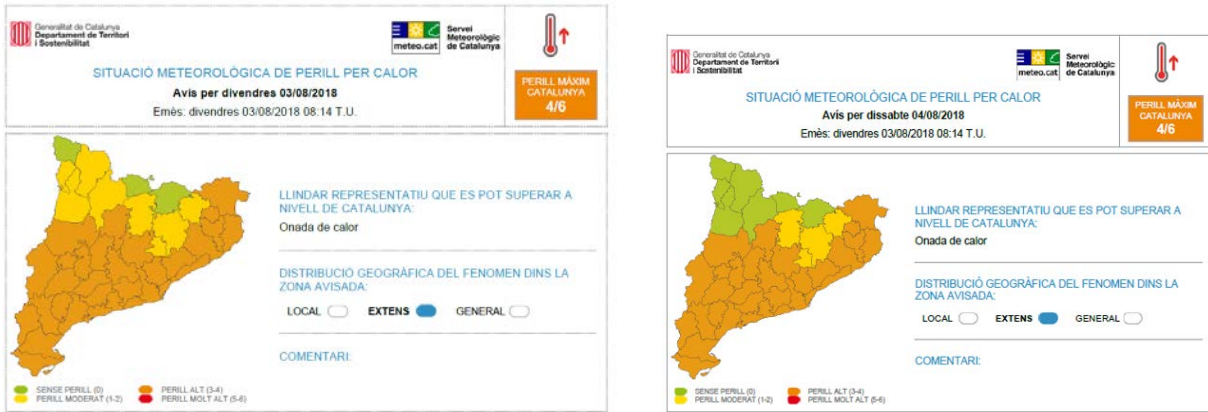 Generalitat de Catalunya
Departament de Territori
i Sostenibilitat
meteo.cat
Servei
Meteorològic
de Catalunya
SITUACIÓ METEOROLÒGICA DE PERILL PER CALOR
Avís per divendres 03/08/2018
Emès: divendres 03/08/2018 08:14 T.U.
PERILL MÀXIM
CATALUNYA
4/6
LLINDAR REPRESENTATIU QUE ES POT SUPERAR A
NIVELL DE CATALUNYA:
Onada de calor
DISTRIBUCIÓ GEOGRÀFICA DEL FENOMEN DINS LA
ZONA AVISADA:
LOCAL EXTENS GENERAL
COMENTARI:
SENSE PERILL (0) PERILL ALT (3-4)
PERILL MODERAT (1-2) PERILL MOLT ALT (5-6)
Generalitat de Catalunya
Departament de Territori
i Sostenibilitat
meteo.cat
Servei
Meteorològic
de Catalunya
SITUACIÓ METEOROLÒGICA DE PERILL PER CALOR
Avís per dissabte 04/08/2018
Emès: divendres 03/08/2018 08:14 T.U.
PERILL MÀXIM
CATALUNYA
4/6
LLINDAR REPRESENTATIU QUE ES POT SUPERAR A
NIVELL DE CATALUNYA:
Onada de calor
DISTRIBUCIÓ GEOGRÀFICA DEL FENOMEN DINS LA
ZONA AVISADA:
LOCAL EXTENS GENERAL
COMENTARI:
SENSE PERILL (0) PERILL ALT (3-4)
PERILL MODERAT (1-2) PERILL MOLT ALT (5-6)